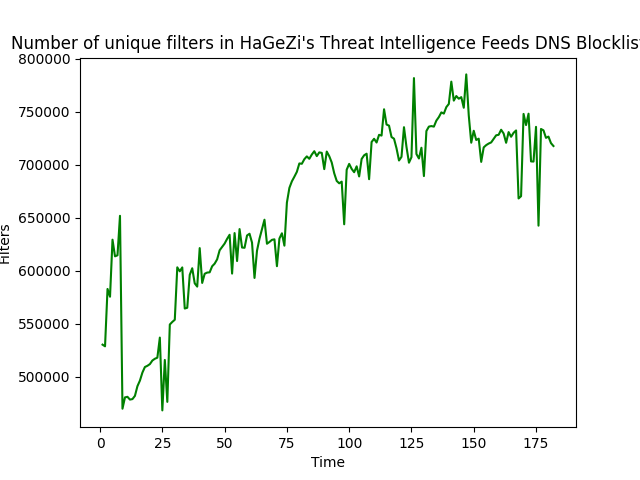 Number of unique filters in HaGeZi's Threat Intelligence Feeds DNS Blocklis
800000
750000
700000
650000
600000
550000
500000
Filters
0 25 50 75 100 125 150 175
Time